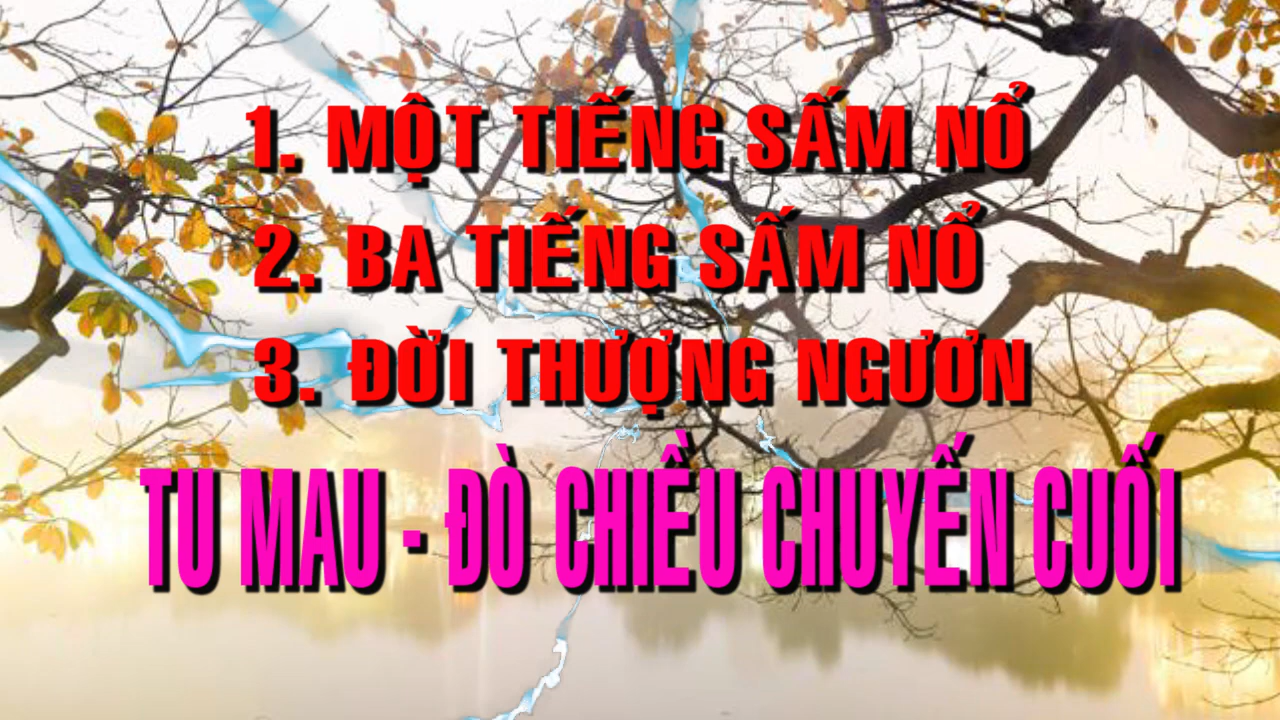 1. MỘT TIẾNG SẤM NỔ
2. BA TIẾNG SẤM NỔ
3. ĐỜI THƯỢNG NGƯƠN
TU MAU - ĐÒ CHIỀU CHUYẾN CUỐI